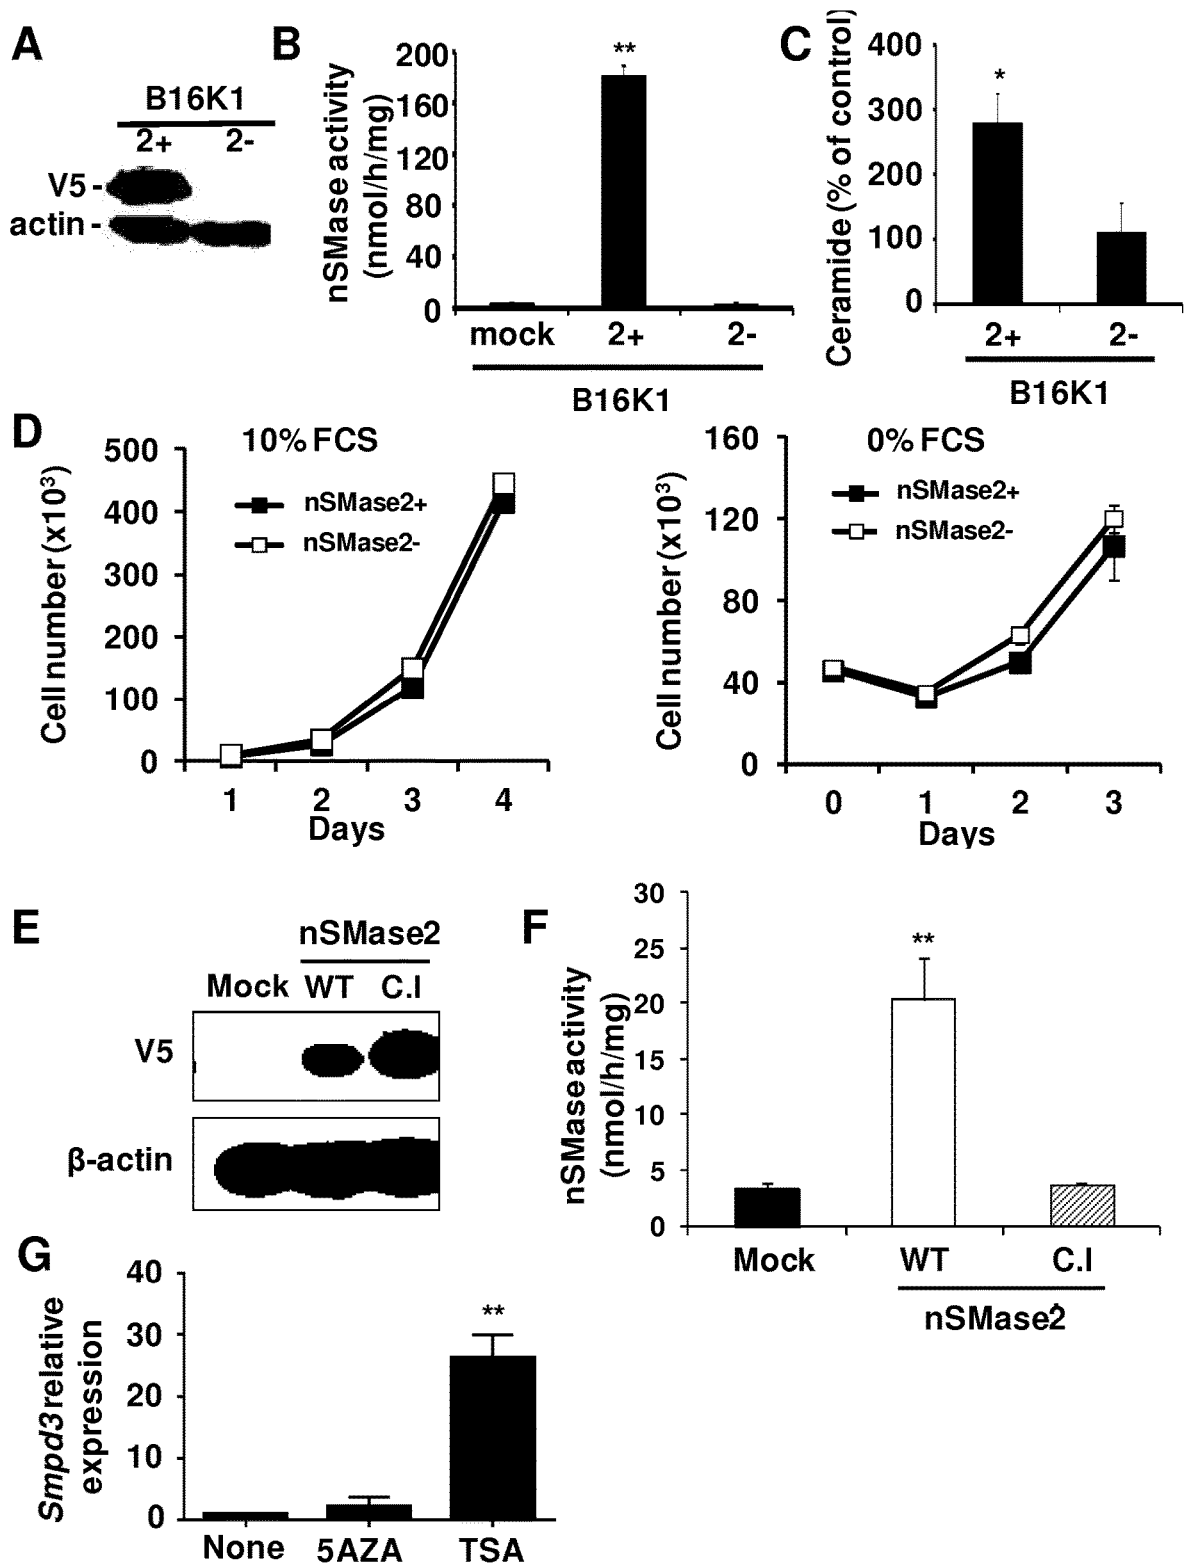 A
B16K1
2+ 2-
V5 -
actin -
B
nSMase activity
(nmol/h/mg)
200
160
120
80
40
0
**
mock 2+ 2-
B16K1
C
Ceramide (% of control)
400
300
200
100
0
*
2+ 2-
B16K1
D
10% FCS
nSMase2+
nSMase2-
Cell number (x10³)
500
400
300
200
100
0
1 2 3 4
Days
0% FCS
nSMase2+
nSMase2-
Cell number (x10³)
160
120
80
40
0
0 1 2 3
Days
E
nSMase2
Mock WT C.I
V5
β-actin
F
nSMase activity
(nmol/h/mg)
30
25
20
15
10
5
0
**
Mock WT C.I
nSMase2
G
Smpd3 relative
expression
40
30
20
10
0
**
None 5AZA TSA